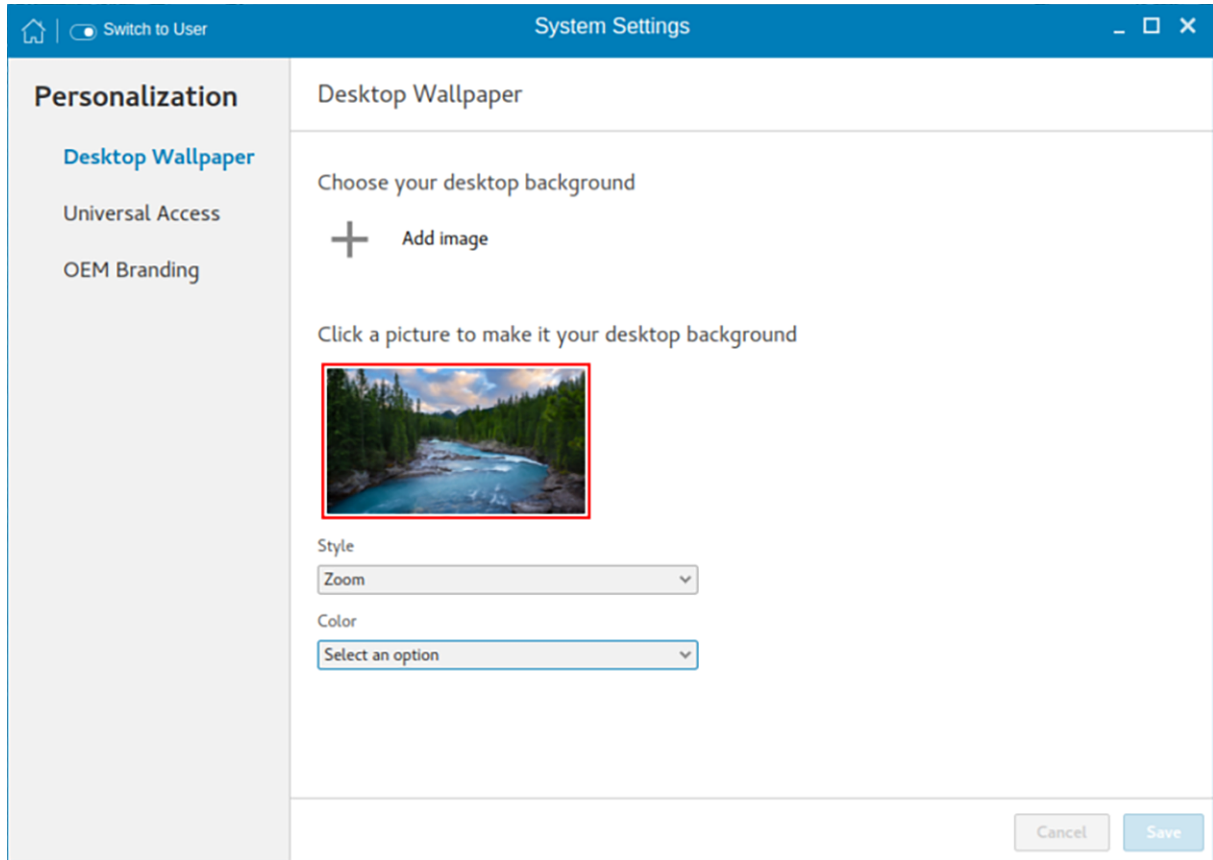 Switch to User
System Settings
Personalization
Desktop Wallpaper
Universal Access
OEM Branding
Desktop Wallpaper
Choose your desktop background
Add image
Click a picture to make it your desktop background
Style
Zoom
Color
Select an option
Cancel
Save